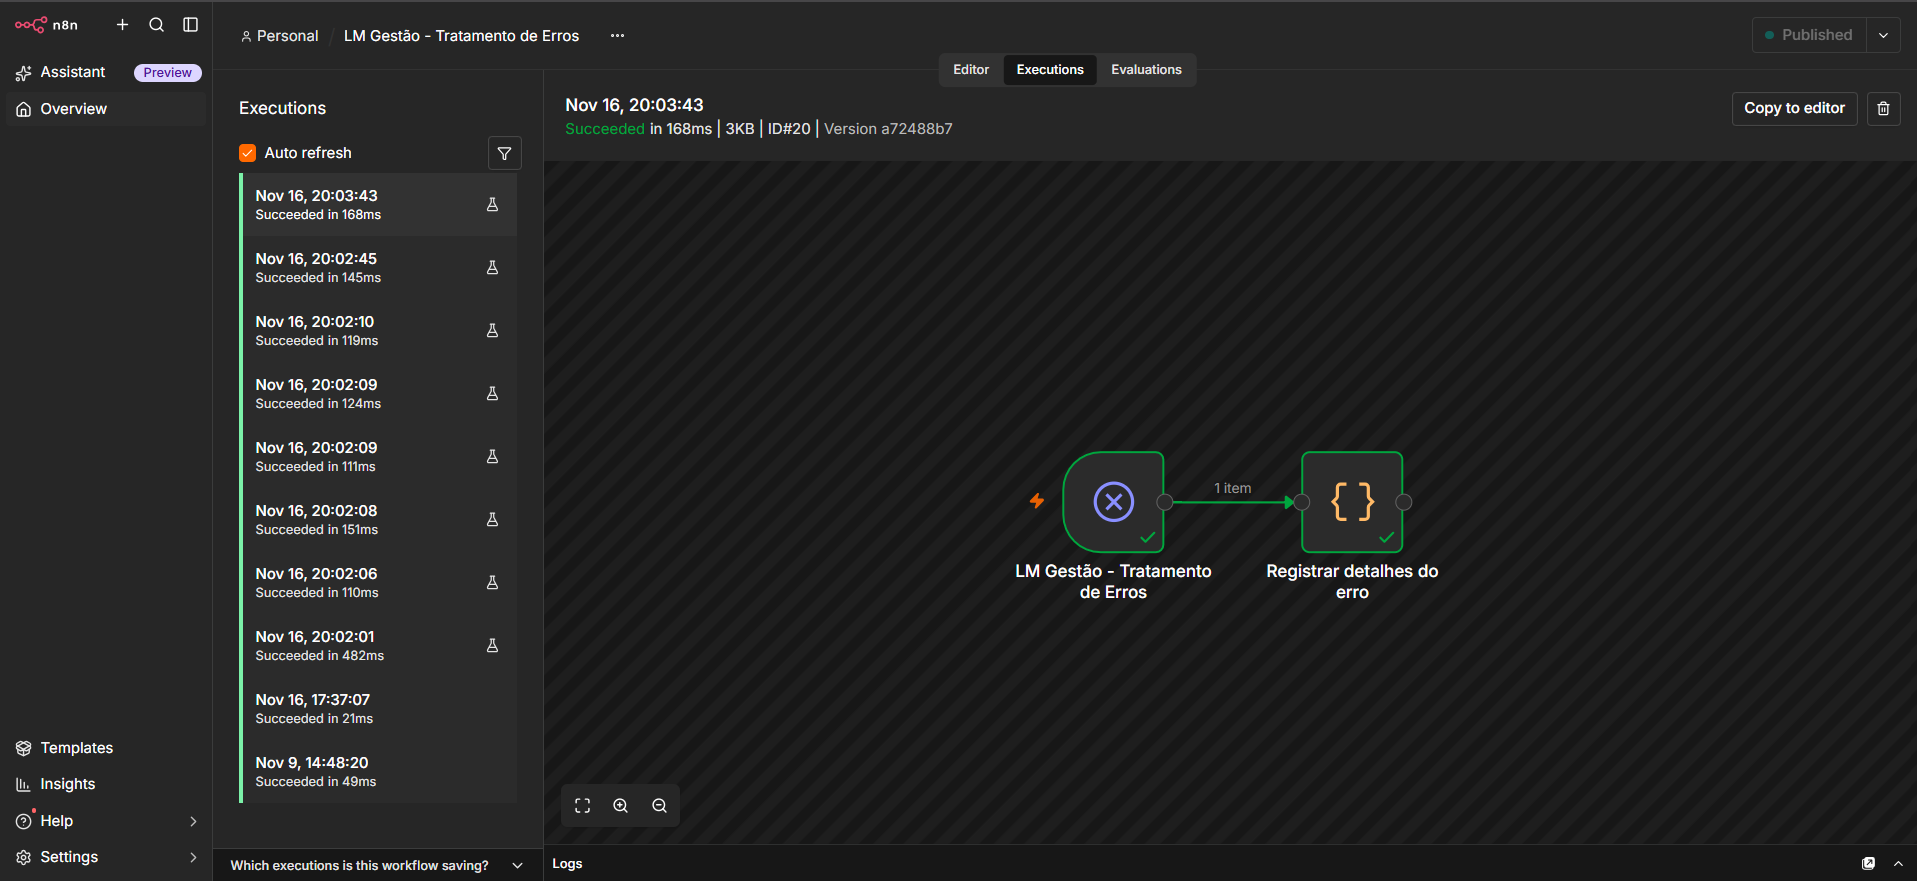 n8n
Assistant
Preview
Overview
Templates
Insights
Help
Settings
Personal / LM Gestão - Tratamento de Erros
Published
Editor
Executions
Evaluations
Executions
Auto refresh
Nov 16, 20:03:43
Succeeded in 168ms
Nov 16, 20:02:45
Succeeded in 145ms
Nov 16, 20:02:10
Succeeded in 119ms
Nov 16, 20:02:09
Succeeded in 124ms
Nov 16, 20:02:09
Succeeded in 111ms
Nov 16, 20:02:08
Succeeded in 151ms
Nov 16, 20:02:06
Succeeded in 110ms
Nov 16, 20:02:01
Succeeded in 482ms
Nov 16, 17:37:07
Succeeded in 21ms
Nov 9, 14:48:20
Succeeded in 49ms
Which executions is this workflow saving?
Nov 16, 20:03:43
Succeeded in 168ms | 3KB | ID#20 | Version a72488b7
Copy to editor
1 item
LM Gestão - Tratamento
de Erros
Registrar detalhes do
erro
Logs